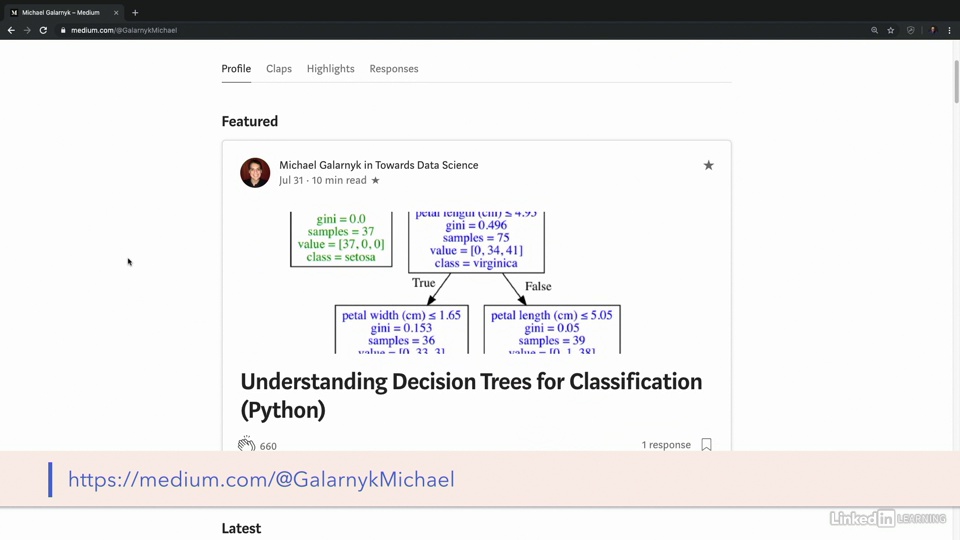 Michael Galarnyk – Medium
medium.com/@GalarnykMichael
Profile Claps Highlights Responses
Featured
Michael Galarnyk in Towards Data Science
Jul 31 · 10 min read ★
gini = 0.0
samples = 37
value = [37, 0, 0]
class = setosa
petal length (cm) ≤ 4.95
gini = 0.496
samples = 75
value = [0, 34, 41]
class = virginica
True
False
petal width (cm) ≤ 1.65
gini = 0.153
samples = 36
value = [0, 33, 3]
petal length (cm) ≤ 5.05
gini = 0.05
samples = 39
value = [0, 1, 38]
Understanding Decision Trees for Classification
(Python)
660
1 response
https://medium.com/@GalarnykMichael
Latest
LinkedIn LEARNING